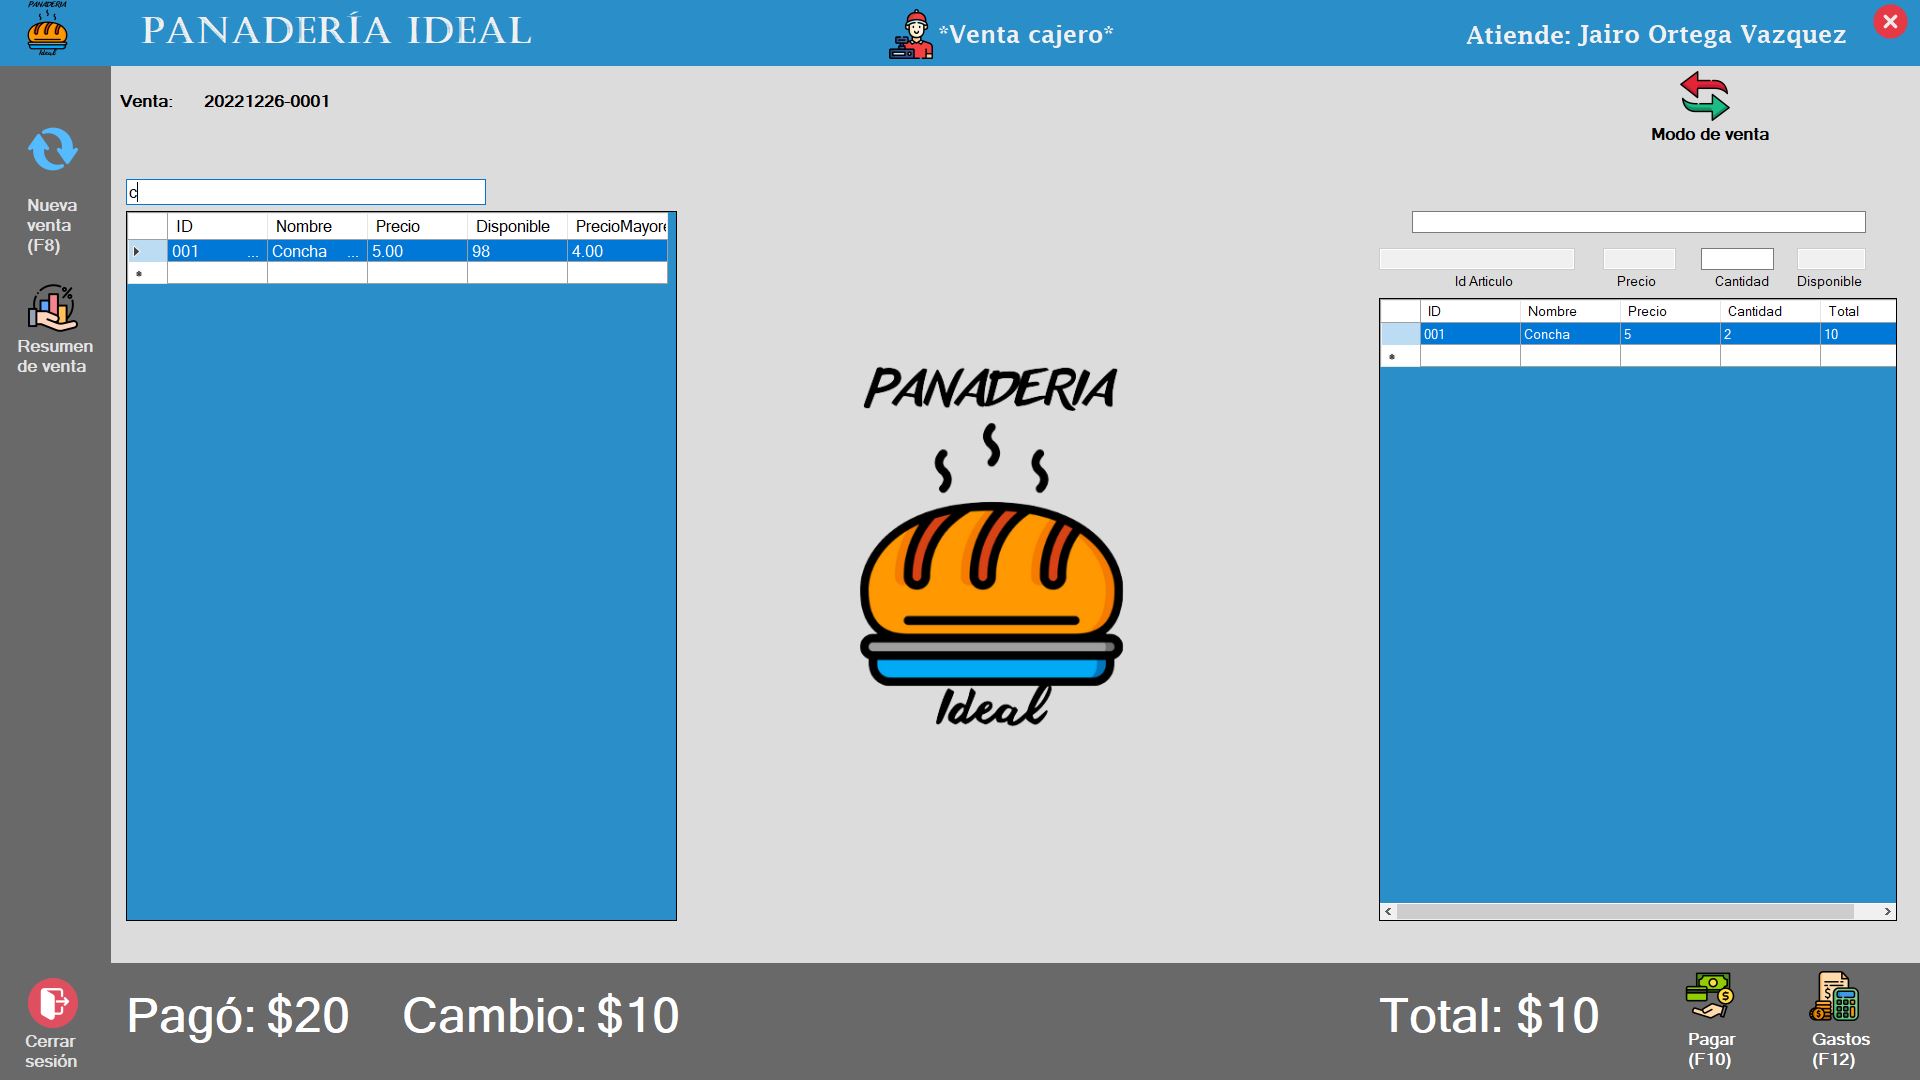 PANADERIA
Ideal
PANADERÍA IDEAL
*Venta cajero*
Atiende: Jairo Ortega Vazquez
Venta: 20221226-0001
Modo de venta
Nueva
venta
(F8)
Resumen
de venta
c
ID Nombre Precio Disponible PrecioMayore
001 ... Concha ... 5.00 98 4.00
Id Articulo Precio Cantidad Disponible
ID Nombre Precio Cantidad Total
001 Concha 5 2 10
PANADERIA
Ideal
Cerrar
sesión
Pagó: $20 Cambio: $10 Total: $10
Pagar
(F10)
Gastos
(F12)